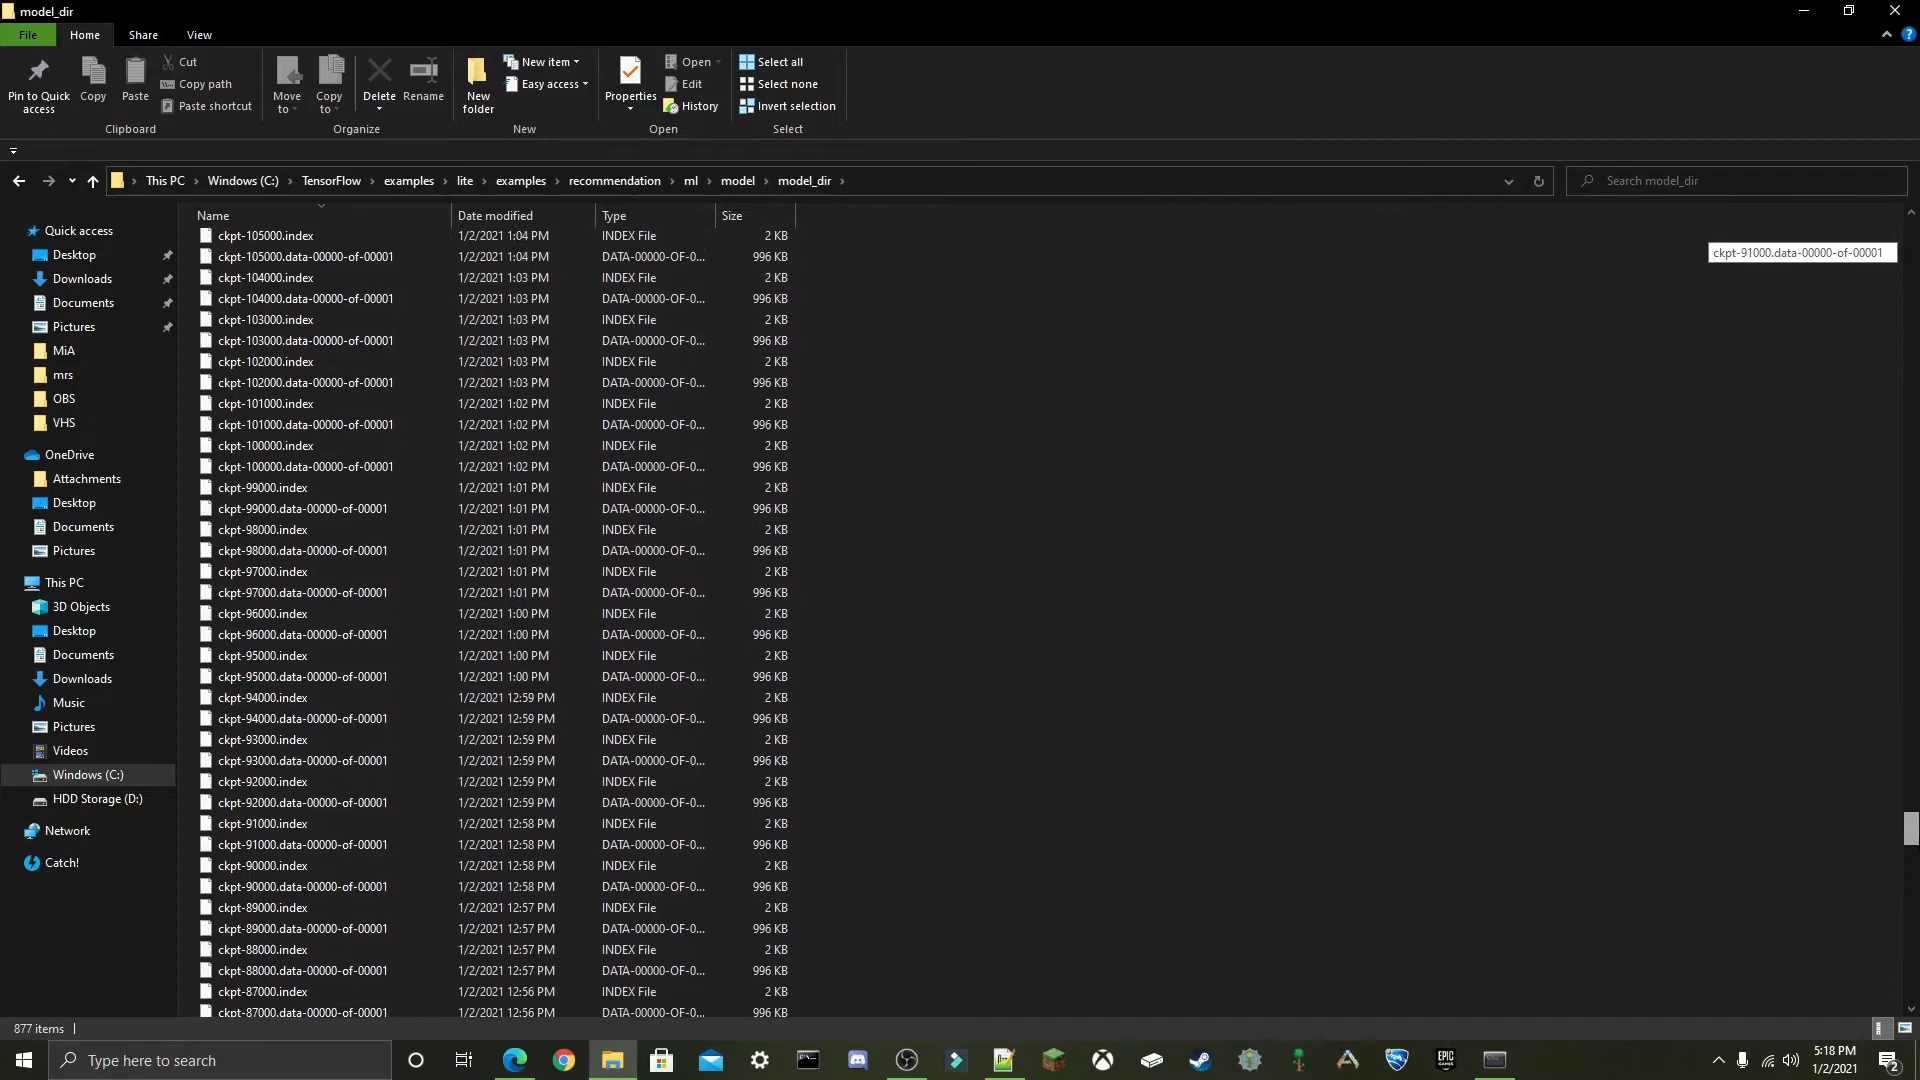 model_dir
File Home Share View
Pin to Quick access
Copy
Paste
Cut
Copy path
Paste shortcut
Clipboard
Move to
Copy to
Delete
Rename
Organize
New folder
New item
Easy access
New
Properties
Open
Edit
History
Open
Select all
Select none
Invert selection
Select
This PC > Windows (C:) > TensorFlow > examples > lite > examples > recommendation > ml > model > model_dir >
Search model_dir
Quick access
Desktop
Downloads
Documents
Pictures
MiA
mrs
OBS
VHS
OneDrive
Attachments
Desktop
Documents
Pictures
This PC
3D Objects
Desktop
Documents
Downloads
Music
Pictures
Videos
Windows (C:)
HDD Storage (D:)
Network
Catch!
Name Date modified Type Size
ckpt-105000.index 1/2/2021 1:04 PM INDEX File 2 KB
ckpt-105000.data-00000-of-00001 1/2/2021 1:04 PM DATA-00000-OF-0... 996 KB
ckpt-104000.index 1/2/2021 1:03 PM INDEX File 2 KB
ckpt-104000.data-00000-of-00001 1/2/2021 1:03 PM DATA-00000-OF-0... 996 KB
ckpt-103000.index 1/2/2021 1:03 PM INDEX File 2 KB
ckpt-103000.data-00000-of-00001 1/2/2021 1:03 PM DATA-00000-OF-0... 996 KB
ckpt-102000.index 1/2/2021 1:03 PM INDEX File 2 KB
ckpt-102000.data-00000-of-00001 1/2/2021 1:03 PM DATA-00000-OF-0... 996 KB
ckpt-101000.index 1/2/2021 1:02 PM INDEX File 2 KB
ckpt-101000.data-00000-of-00001 1/2/2021 1:02 PM DATA-00000-OF-0... 996 KB
ckpt-100000.index 1/2/2021 1:02 PM INDEX File 2 KB
ckpt-100000.data-00000-of-00001 1/2/2021 1:02 PM DATA-00000-OF-0... 996 KB
ckpt-99000.index 1/2/2021 1:01 PM INDEX File 2 KB
ckpt-99000.data-00000-of-00001 1/2/2021 1:01 PM DATA-00000-OF-0... 996 KB
ckpt-98000.index 1/2/2021 1:01 PM INDEX File 2 KB
ckpt-98000.data-00000-of-00001 1/2/2021 1:01 PM DATA-00000-OF-0... 996 KB
ckpt-97000.index 1/2/2021 1:01 PM INDEX File 2 KB
ckpt-97000.data-00000-of-00001 1/2/2021 1:01 PM DATA-00000-OF-0... 996 KB
ckpt-96000.index 1/2/2021 1:00 PM INDEX File 2 KB
ckpt-96000.data-00000-of-00001 1/2/2021 1:00 PM DATA-00000-OF-0... 996 KB
ckpt-95000.index 1/2/2021 1:00 PM INDEX File 2 KB
ckpt-95000.data-00000-of-00001 1/2/2021 1:00 PM DATA-00000-OF-0... 996 KB
ckpt-94000.index 1/2/2021 12:59 PM INDEX File 2 KB
ckpt-94000.data-00000-of-00001 1/2/2021 12:59 PM DATA-00000-OF-0... 996 KB
ckpt-93000.index 1/2/2021 12:59 PM INDEX File 2 KB
ckpt-93000.data-00000-of-00001 1/2/2021 12:59 PM DATA-00000-OF-0... 996 KB
ckpt-92000.index 1/2/2021 12:59 PM INDEX File 2 KB
ckpt-92000.data-00000-of-00001 1/2/2021 12:59 PM DATA-00000-OF-0... 996 KB
ckpt-91000.index 1/2/2021 12:58 PM INDEX File 2 KB
ckpt-91000.data-00000-of-00001 1/2/2021 12:58 PM DATA-00000-OF-0... 996 KB
ckpt-90000.index 1/2/2021 12:58 PM INDEX File 2 KB
ckpt-90000.data-00000-of-00001 1/2/2021 12:58 PM DATA-00000-OF-0... 996 KB
ckpt-89000.index 1/2/2021 12:57 PM INDEX File 2 KB
ckpt-89000.data-00000-of-00001 1/2/2021 12:57 PM DATA-00000-OF-0... 996 KB
ckpt-88000.index 1/2/2021 12:57 PM INDEX File 2 KB
ckpt-88000.data-00000-of-00001 1/2/2021 12:57 PM DATA-00000-OF-0... 996 KB
ckpt-87000.index 1/2/2021 12:56 PM INDEX File 2 KB
ckpt-87000.data-00000-of-00001 1/2/2021 12:56 PM DATA-00000-OF-0... 996 KB
ckpt-91000.data-00000-of-00001
877 items
Type here to search
EPIC GAMES
5:18 PM
1/2/2021
2